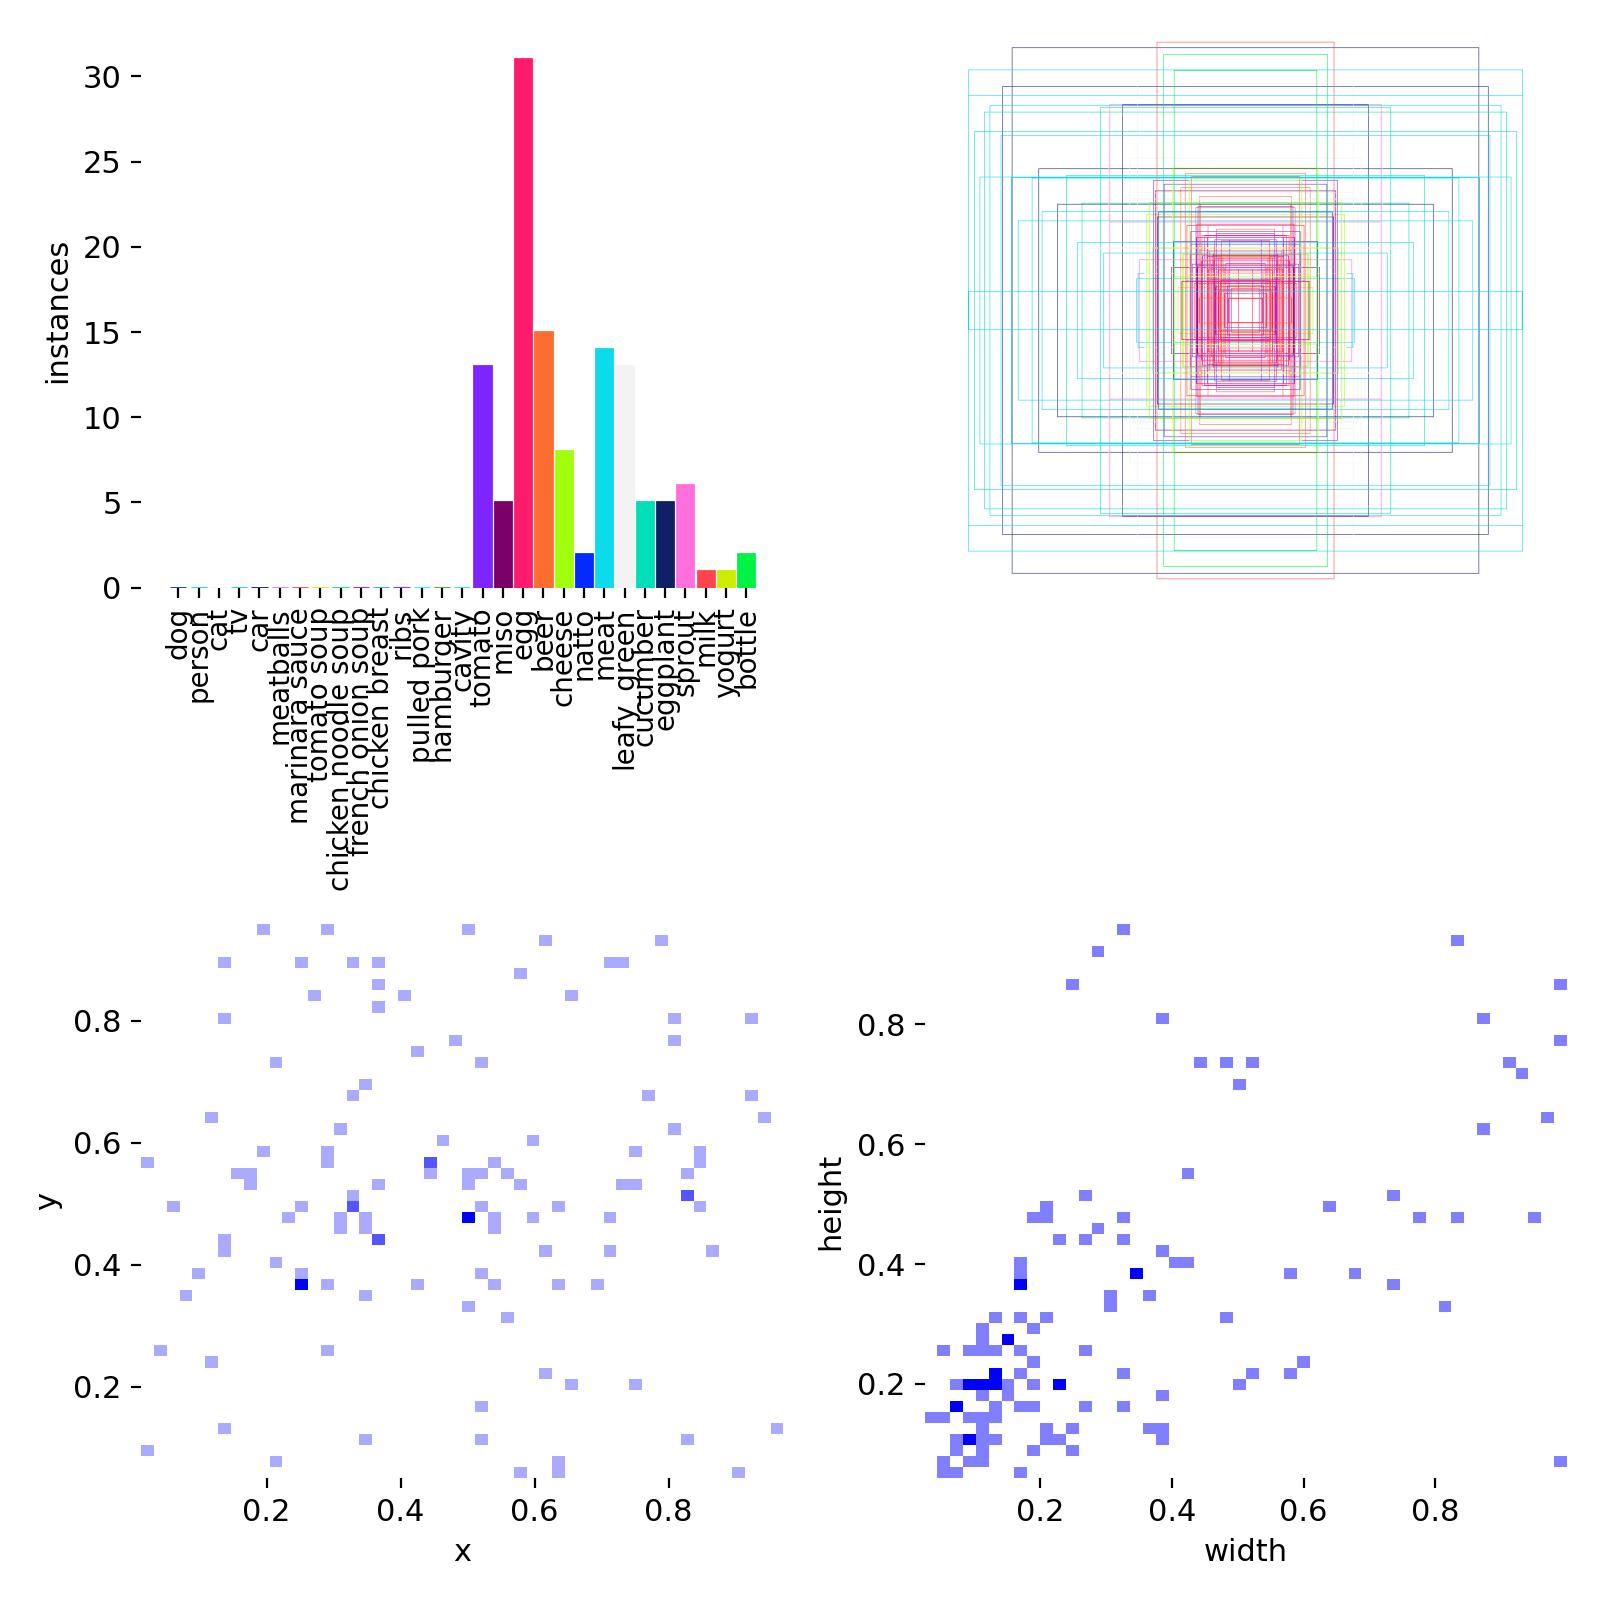 instances
30
25
20
15
10
5
0
dog
person
cat
tv
car
meatballs
marinara sauce
tomato soup
chicken noodle soup
french onion soup
chicken breast
ribs
pulled pork
hamburger
cavity
tomato
miso
egg
beer
cheese
natto
meat
leafy_green
cucumber
eggplant
sprout
milk
yogurt
bottle
y
0.8
0.6
0.4
0.2
0.2 0.4 0.6 0.8
x
height
0.8
0.6
0.4
0.2
0.2 0.4 0.6 0.8
width